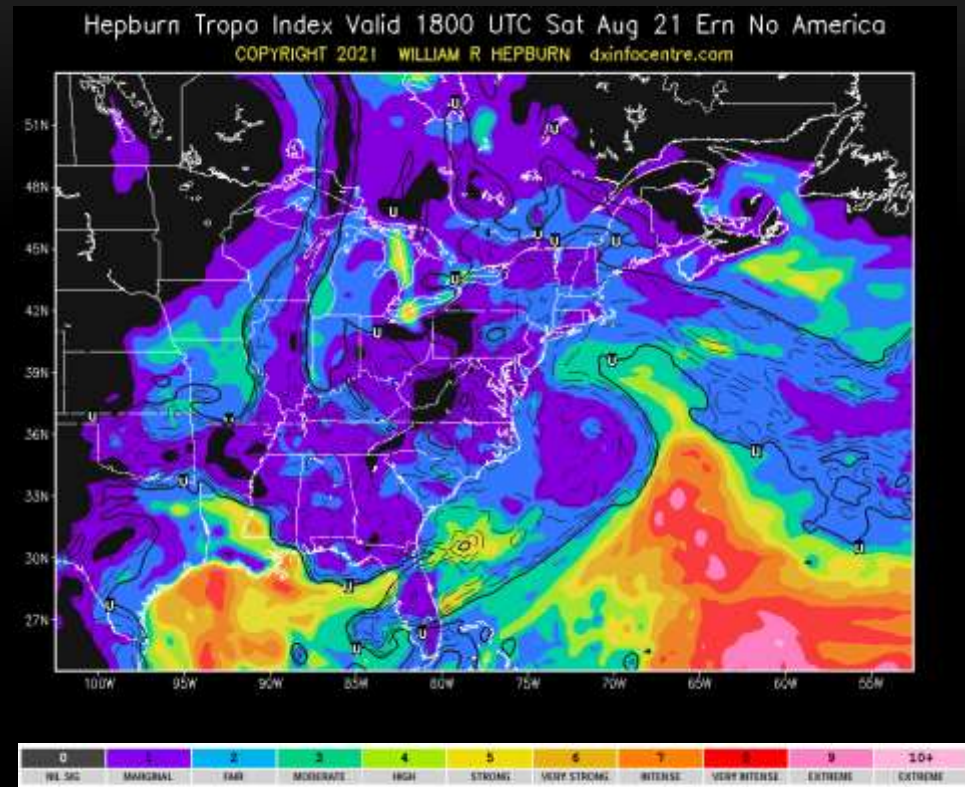 Hepburn Tropo Index Valid 1800 UTC Sat Aug 21 Ern No America
COPYRIGHT 2021 WILLIAM R HEPBURN dxinfocentre.com
51N
48N
45N
42N
39N
36N
33N
30N
27N
U U U U U U U U U U U U U U U U U U
100W 95W 90W 85W 80W 75W 70W 65W 60W 55W
0 1 2 3 4 5 6 7 8 9 10+
NIL SIG MARGINAL FAIR MODERATE HIGH STRONG VERY STRONG INTENSE VERY INTENSE EXTREME EXTREME